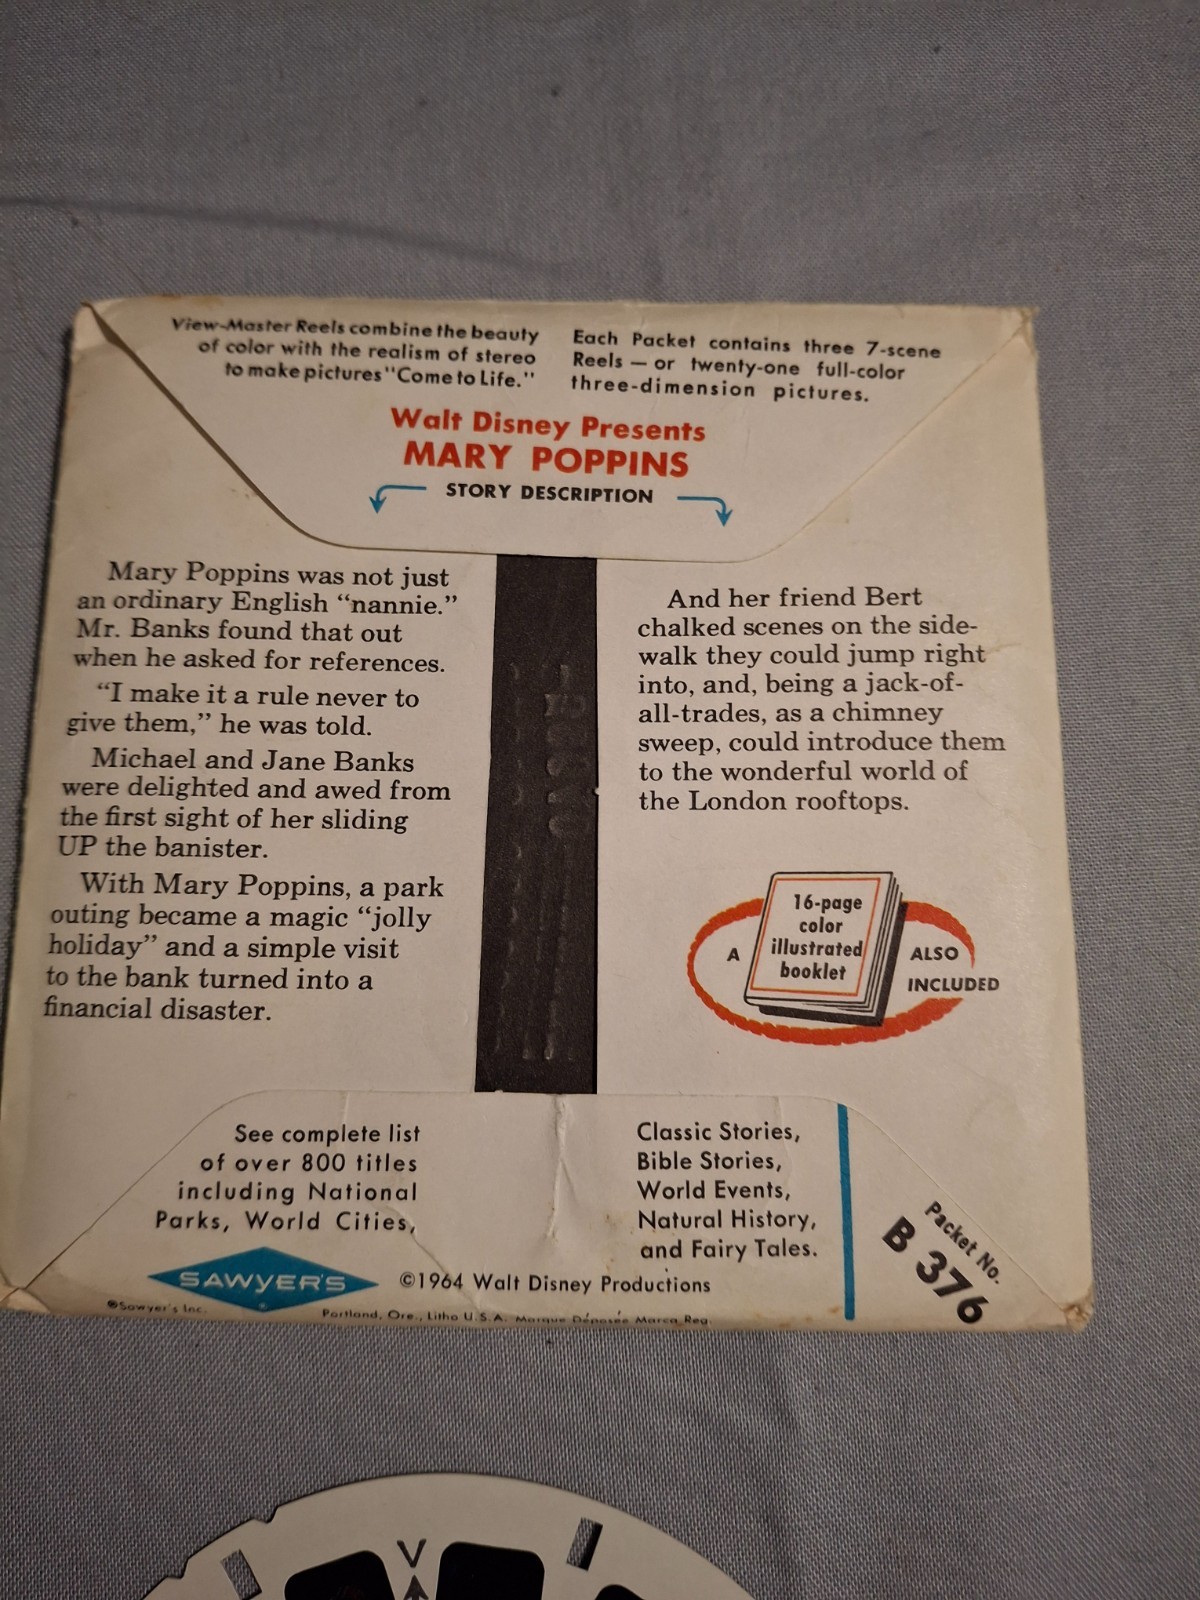 View-Master Reels combine the beauty
of color with the realism of stereo
to make pictures "Come to Life."
Each Packet contains three 7-scene
Reels — or twenty-one full-color
three-dimension pictures.
Walt Disney Presents
MARY POPPINS
STORY DESCRIPTION
Mary Poppins was not just
an ordinary English “nannie.”
Mr. Banks found that out
when he asked for references.
“I make it a rule never to
give them,” he was told.
Michael and Jane Banks
were delighted and awed from
the first sight of her sliding
UP the banister.
With Mary Poppins, a park
outing became a magic “jolly
holiday” and a simple visit
to the bank turned into a
financial disaster.
And her friend Bert
chalked scenes on the side-
walk they could jump right
into, and, being a jack-of-
all-trades, as a chimney
sweep, could introduce them
to the wonderful world of
the London rooftops.
A
16-page
color
illustrated
booklet
ALSO
INCLUDED
See complete list
of over 800 titles
including National
Parks, World Cities,
Classic Stories,
Bible Stories,
World Events,
Natural History,
and Fairy Tales.
Packet No.
B 376
SAWYER'S
©1964 Walt Disney Productions
®Sawyer's Inc.
Portland, Ore., Litho U.S.A. Marque Déposée Marca Reg.
V